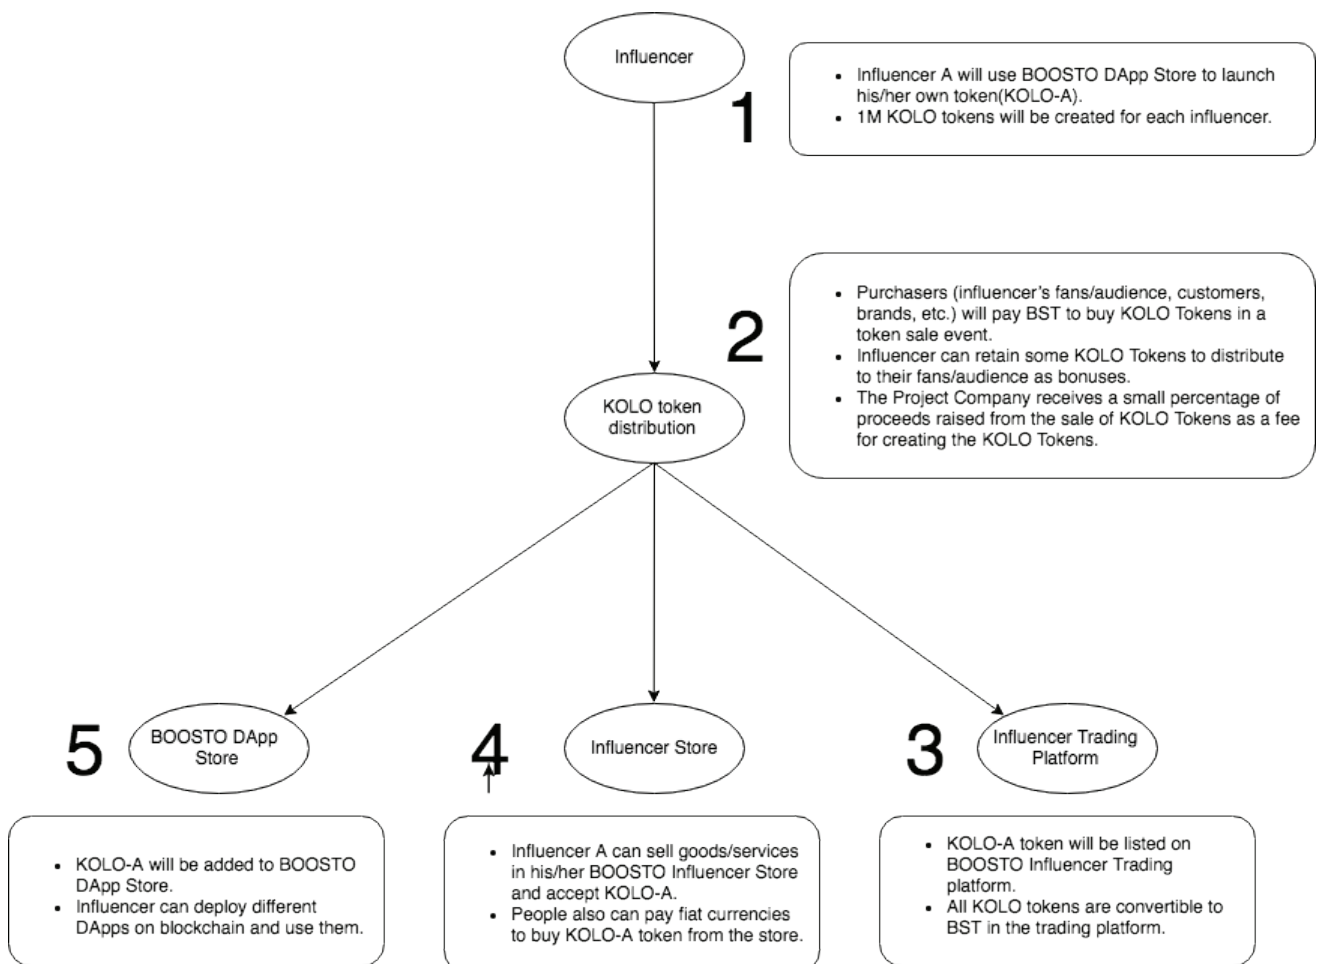 Influencer
1
• Influencer A will use BOOSTO DApp Store to launch
his/her own token(KOLO-A).
• 1M KOLO tokens will be created for each influencer.
2
• Purchasers (influencer's fans/audience, customers,
brands, etc.) will pay BST to buy KOLO Tokens in a
token sale event.
• Influencer can retain some KOLO Tokens to distribute
to their fans/audience as bonuses.
• The Project Company receives a small percentage of
proceeds raised from the sale of KOLO Tokens as a fee
for creating the KOLO Tokens.
KOLO token
distribution
5
BOOSTO DApp
Store
4
Influencer Store
3
Influencer Trading
Platform
• KOLO-A will be added to BOOSTO
DApp Store.
• Influencer can deploy different
DApps on blockchain and use them.
• Influencer A can sell goods/services
in his/her BOOSTO Influencer Store
and accept KOLO-A.
• People also can pay fiat currencies
to buy KOLO-A token from the store.
• KOLO-A token will be listed on
BOOSTO Influencer Trading
platform.
• All KOLO tokens are convertible to
BST in the trading platform.